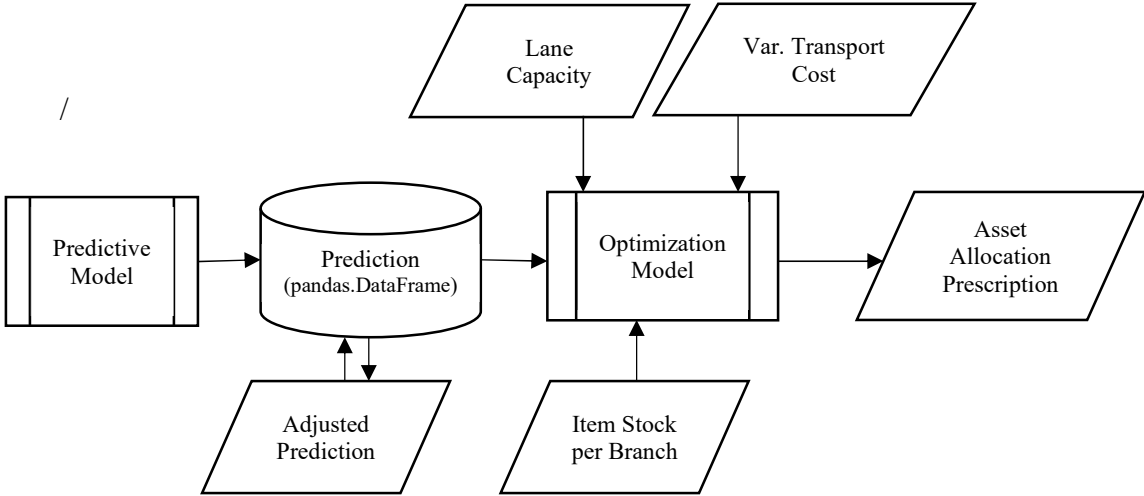 Lane
Capacity
Var. Transport
Cost
/
Predictive
Model
Prediction
(pandas.DataFrame)
Optimization
Model
Asset
Allocation
Prescription
Adjusted
Prediction
Item Stock
per Branch